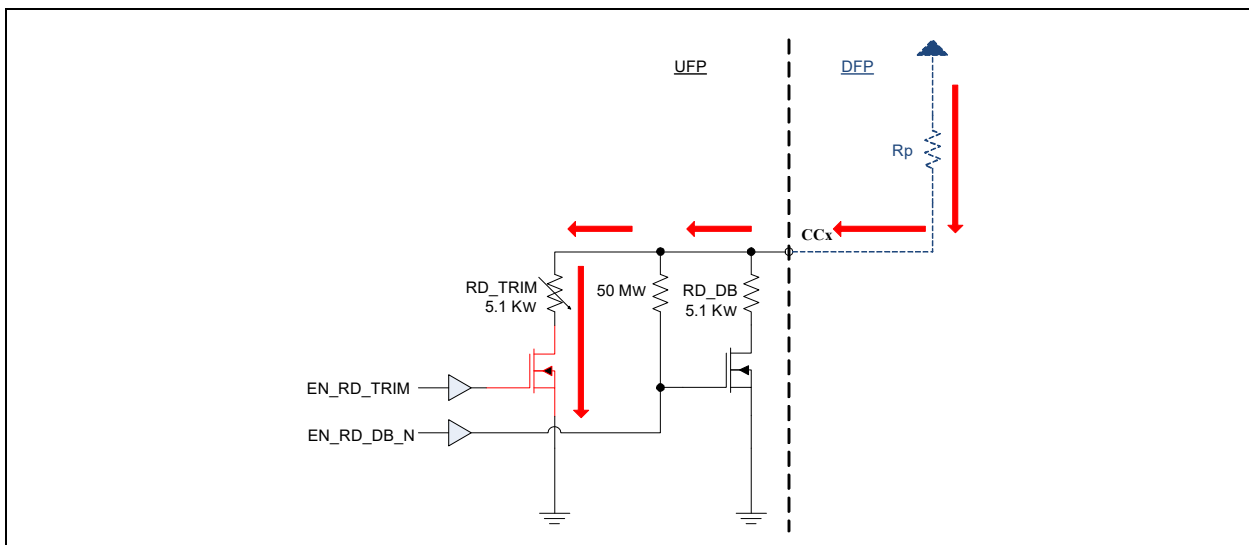 UFP
DFP
Rp
CCx
RD_TRIM
5.1 Kw
50 Mw
RD_DB
5.1 Kw
EN_RD_TRIM
EN_RD_DB_N